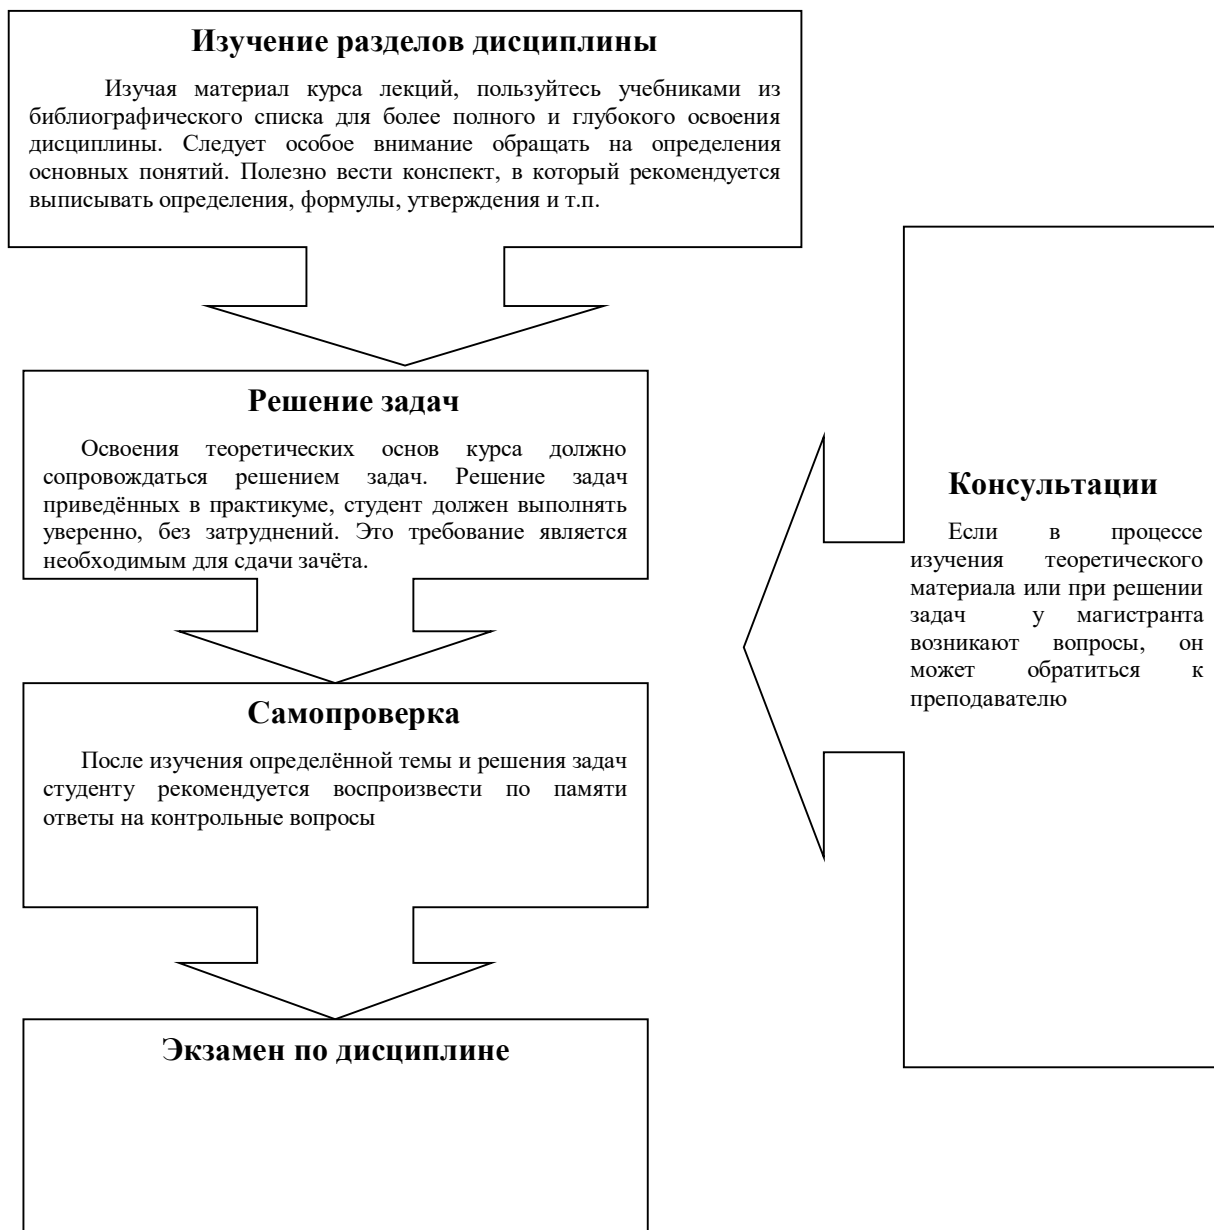 Изучение разделов дисциплины
Изучая материал курса лекций, пользуйтесь учебниками из
библиографического списка для более полного и глубокого освоения
дисциплины. Следует особое внимание обращать на определения
основных понятий. Полезно вести конспект, в который рекомендуется
выписывать определения, формулы, утверждения и т.п.
Решение задач
Освоения теоретических основ курса должно
сопровождаться решением задач. Решение задач
приведённых в практикуме, студент должен выполнять
уверенно, без затруднений. Это требование является
необходимым для сдачи зачёта.
Самопроверка
После изучения определённой темы и решения задач
студенту рекомендуется воспроизвести по памяти
ответы на контрольные вопросы
Экзамен по дисциплине
Консультации
Если в процессе
изучения теоретического
материала или при решении
задач у магистранта
возникают вопросы, он
может обратиться к
преподавателю